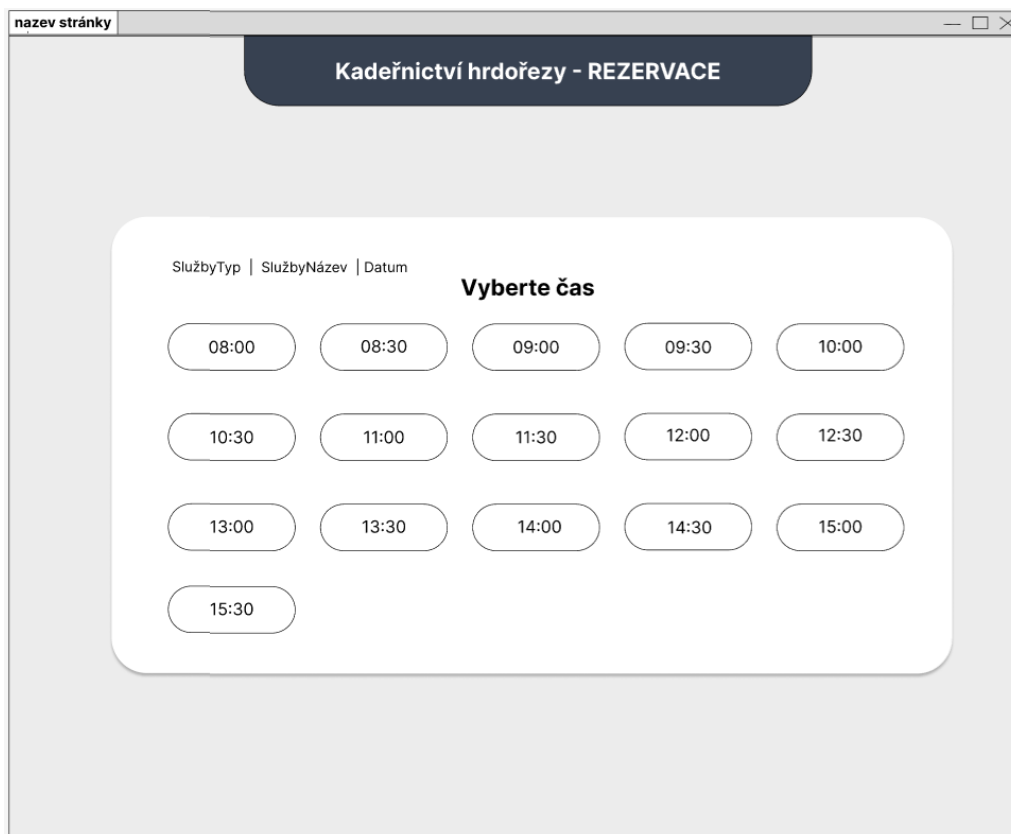 nazev stránky
Kadeřnictví hrdořezy - REZERVACE
SlužbyTyp | SlužbyNázev | Datum
Vyberte čas
08:00 08:30 09:00 09:30 10:00
10:30 11:00 11:30 12:00 12:30
13:00 13:30 14:00 14:30 15:00
15:30